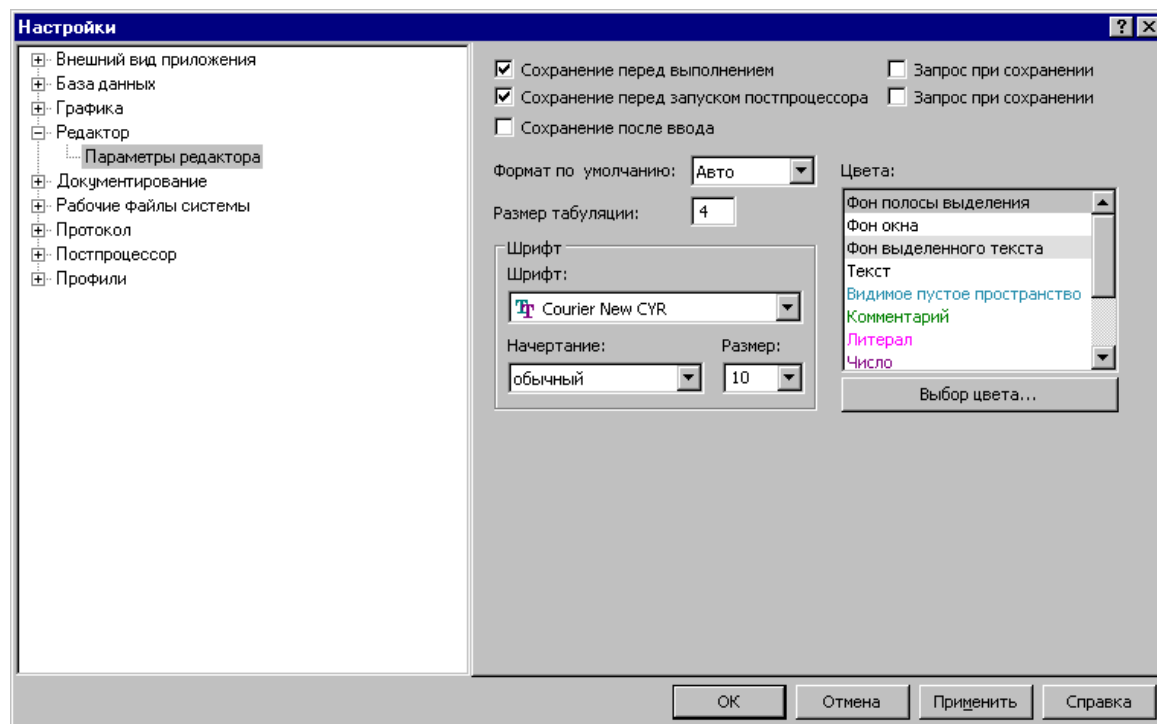 Настройки
Внешний вид приложения
База данных
Графика
Редактор
Параметры редактора
Документирование
Рабочие файлы системы
Протокол
Постпроцессор
Профили
Сохранение перед выполнением
Запрос при сохранении
Сохранение перед запуском постпроцессора
Запрос при сохранении
Сохранение после ввода
Формат по умолчанию: Авто
Размер табуляции: 4
Шрифт
Шрифт:
Courier New CYR
Начертание: Размер:
обычный 10
Цвета:
Фон полосы выделения
Фон окна
Фон выделенного текста
Текст
Видимое пустое пространство
Комментарий
Литерал
Число
Выбор цвета...
ОК Отмена Применить Справка